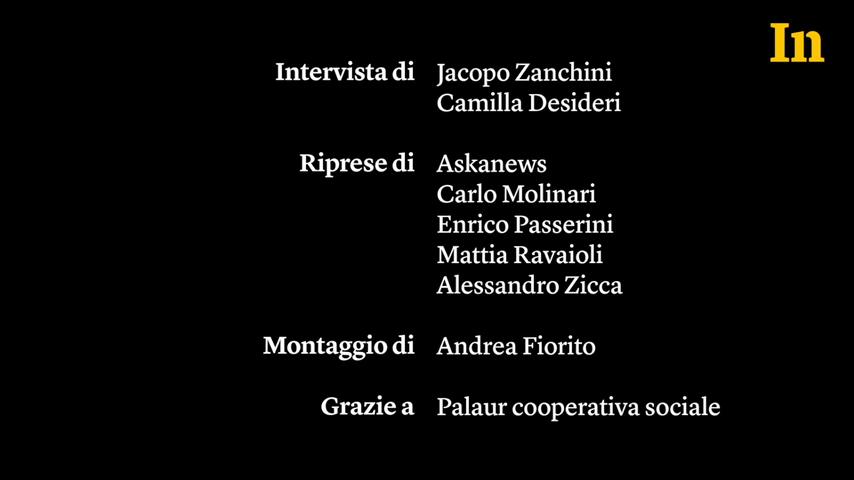 In
Intervista di Jacopo Zanchini
Camilla Desideri
Riprese di Askanews
Carlo Molinari
Enrico Passerini
Mattia Ravaioli
Alessandro Zicca
Montaggio di Andrea Fiorito
Grazie a Palaur cooperativa sociale